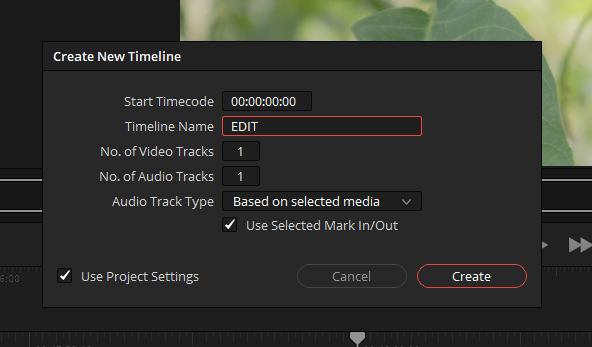 Create New Timeline
Start Timecode 00:00:00:00
Timeline Name EDIT
No. of Video Tracks 1
No. of Audio Tracks 1
Audio Track Type Based on selected media
Use Selected Mark In/Out
Use Project Settings Cancel Create